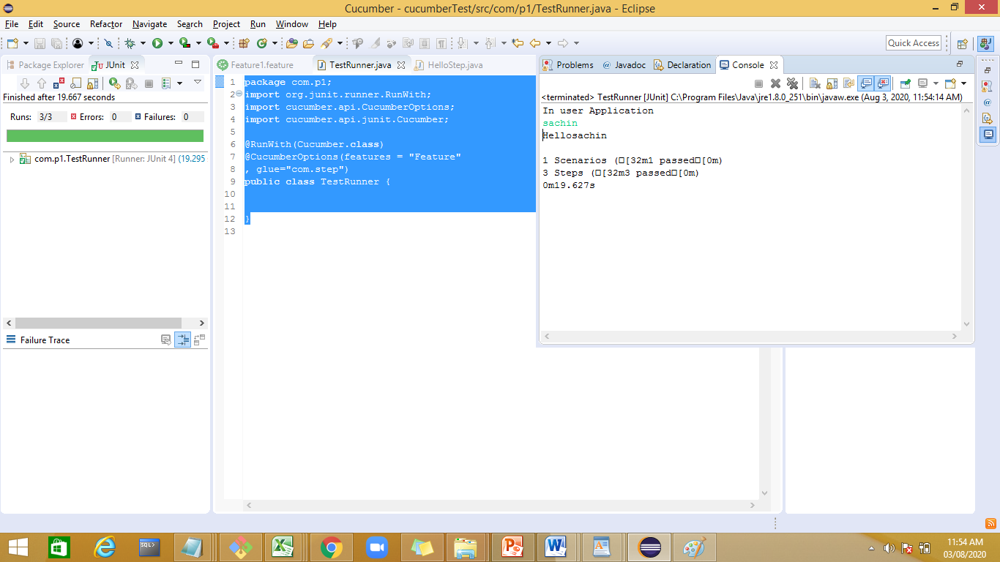 Cucumber - cucumberTest/src/com/p1/TestRunner.java - Eclipse
File Edit Source Refactor Navigate Search Project Run Window Help
Quick Access
Package Explorer JUnit
Finished after 19.667 seconds
Runs: 3/3 Errors: 0 Failures: 0
com.p1.TestRunner [Runner: JUnit 4] (19.295
Failure Trace
Feature1.feature TestRunner.java HelloStep.java
1 package com.p1;
2 import org.junit.runner.RunWith;
3 import cucumber.api.CucumberOptions;
4 import cucumber.api.junit.Cucumber;
5
6 @RunWith(Cucumber.class)
7 @CucumberOptions(features = "Feature"
8 , glue="com.step")
9 public class TestRunner {
10
11
12 }
13
Problems @ Javadoc Declaration Console
<terminated> TestRunner [JUnit] C:\Program Files\Java\jre1.8.0_251\bin\javaw.exe (Aug 3, 2020, 11:54:14 AM)
In user Application
sachin
Hellosachin
1 Scenarios (□[32m1 passed□[0m)
3 Steps (□[32m3 passed□[0m)
0m19.627s
SQL>
11:54 AM
03/08/2020